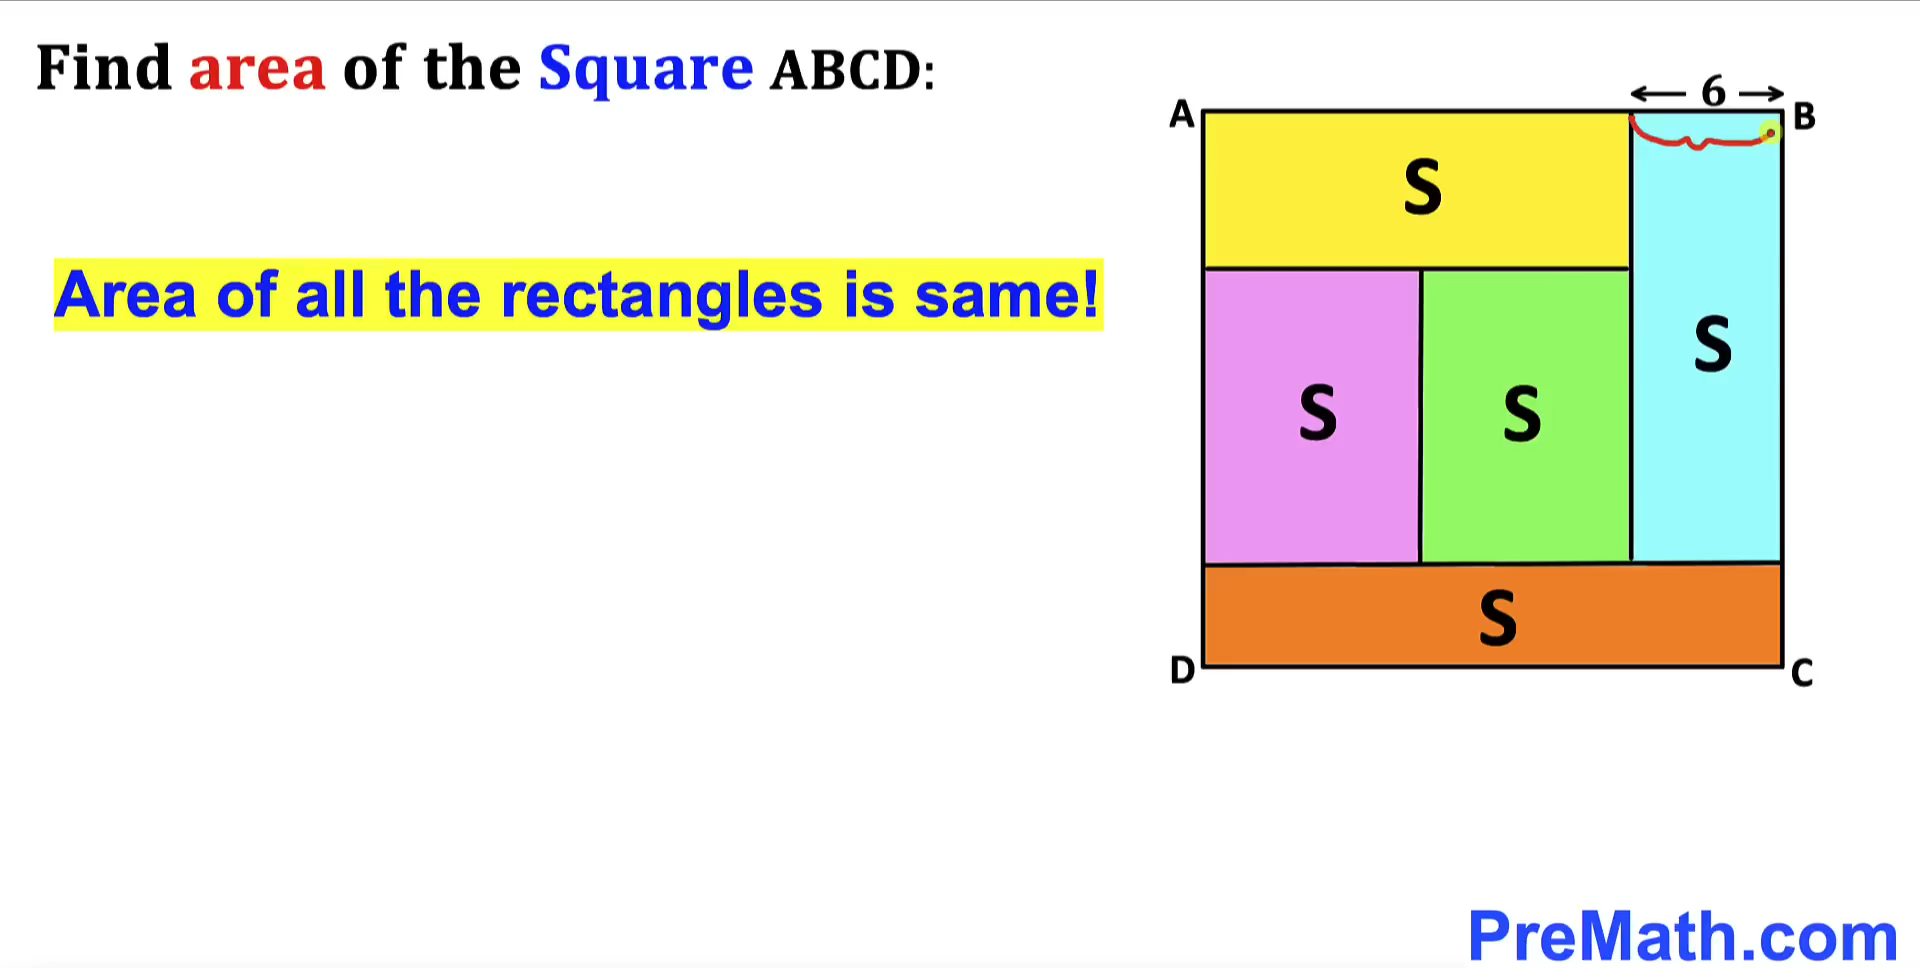 Find area of the Square ABCD:
← 6 →
A
B
S
Area of all the rectangles is same!
S
S
S
S
D
C
PreMath.com